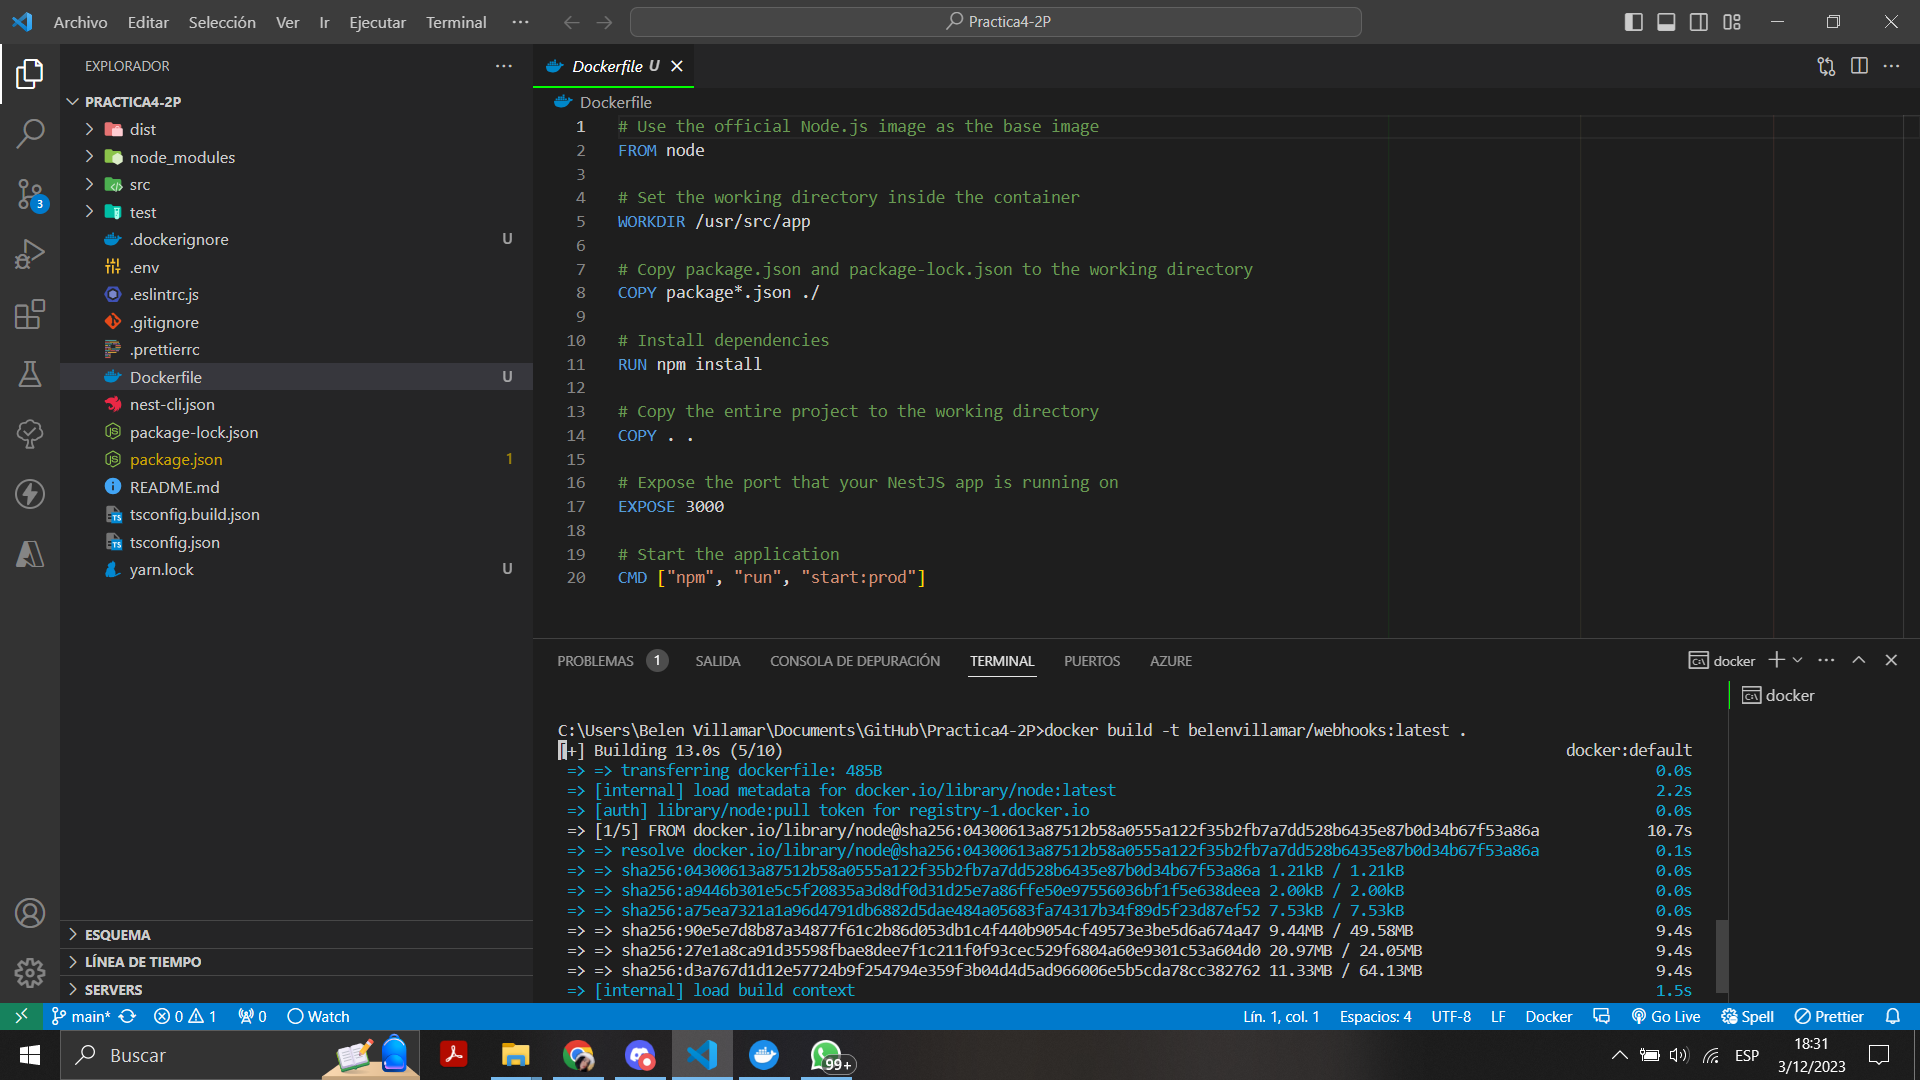 Archivo Editar Selección Ver Ir Ejecutar Terminal ··· Practica4-2P
EXPLORADOR ···
PRACTICA4-2P
dist
node_modules
src
test
.dockerignore U
.env
.eslintrc.js
.gitignore
.prettierrc
Dockerfile U
nest-cli.json
package-lock.json
package.json 1
README.md
tsconfig.build.json
tsconfig.json
yarn.lock U
ESQUEMA
LÍNEA DE TIEMPO
SERVERS
3
Dockerfile U
Dockerfile
1 # Use the official Node.js image as the base image
2 FROM node
3
4 # Set the working directory inside the container
5 WORKDIR /usr/src/app
6
7 # Copy package.json and package-lock.json to the working directory
8 COPY package*.json ./
9
10 # Install dependencies
11 RUN npm install
12
13 # Copy the entire project to the working directory
14 COPY . .
15
16 # Expose the port that your NestJS app is running on
17 EXPOSE 3000
18
19 # Start the application
20 CMD ["npm", "run", "start:prod"]
PROBLEMAS 1 SALIDA CONSOLA DE DEPURACIÓN TERMINAL PUERTOS AZURE docker
docker
C:\Users\Belen Villamar\Documents\GitHub\Practica4-2P>docker build -t belenvillamar/webhooks:latest .
[+] Building 13.0s (5/10) docker:default
=> => transferring dockerfile: 485B 0.0s
=> [internal] load metadata for docker.io/library/node:latest 2.2s
=> [auth] library/node:pull token for registry-1.docker.io 0.0s
=> [1/5] FROM docker.io/library/node@sha256:04300613a87512b58a0555a122f35b2fb7a7dd528b6435e87b0d34b67f53a86a 10.7s
=> => resolve docker.io/library/node@sha256:04300613a87512b58a0555a122f35b2fb7a7dd528b6435e87b0d34b67f53a86a 0.1s
=> => sha256:04300613a87512b58a0555a122f35b2fb7a7dd528b6435e87b0d34b67f53a86a 1.21kB / 1.21kB 0.0s
=> => sha256:a9446b301e5c5f20835a3d8df0d31d25e7a86ffe50e97556036bf1f5e638deea 2.00kB / 2.00kB 0.0s
=> => sha256:a75ea7321a1a96d4791db6882d5dae484a05683fa74317b34f89d5f23d87ef52 7.53kB / 7.53kB 0.0s
=> => sha256:90e5e7d8b87a34877f61c2b86d053db1c4f440b9054cf49573e3be5d6a674a47 9.44MB / 49.58MB 9.4s
=> => sha256:27e1a8ca91d35598fbae8dee7f1c211f0f93cec529f6804a60e9301c53a604d0 20.97MB / 24.05MB 9.4s
=> => sha256:d3a767d1d12e57724b9f254794e359f3b04d4d5ad966006e5b5cda78cc382762 11.33MB / 64.13MB 9.4s
=> [internal] load build context 1.5s
main* 0 1 0 Watch Lín. 1, col. 1 Espacios: 4 UTF-8 LF Docker Go Live Spell Prettier
Buscar 99+ ESP 18:31
3/12/2023